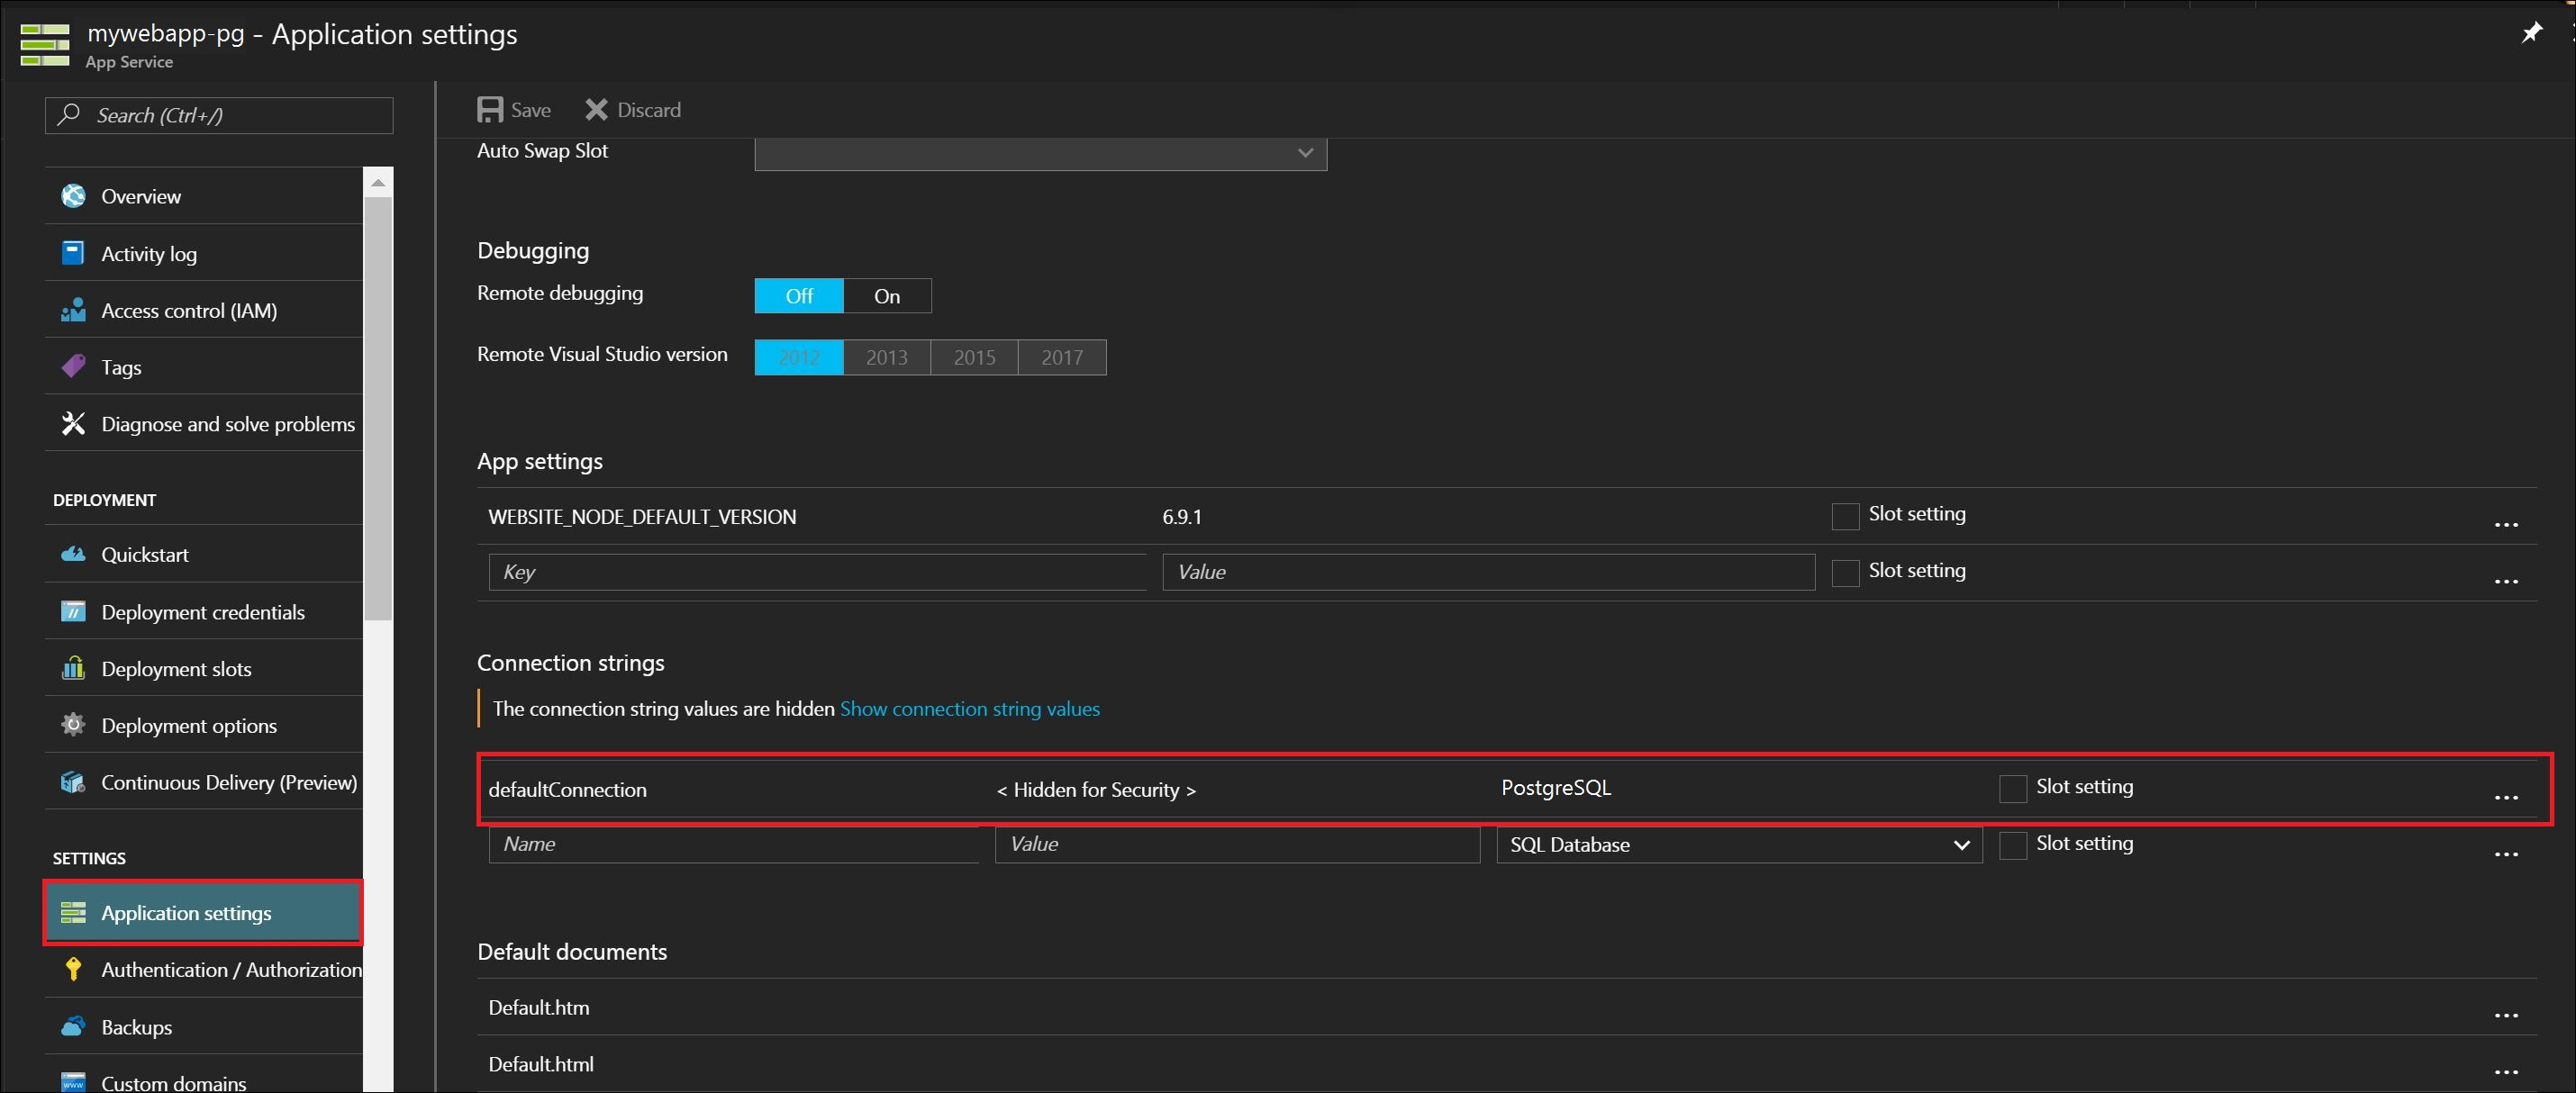 mywebapp-pg - Application settings
App Service
Search (Ctrl+/)
Overview
Activity log
Access control (IAM)
Tags
Diagnose and solve problems
DEPLOYMENT
Quickstart
Deployment credentials
Deployment slots
Deployment options
Continuous Delivery (Preview)
SETTINGS
Application settings
Authentication / Authorization
Backups
Custom domains
Save Discard
Auto Swap Slot
Debugging
Remote debugging Off On
Remote Visual Studio version 2012 2013 2015 2017
App settings
WEBSITE_NODE_DEFAULT_VERSION 6.9.1 Slot setting ...
Key Value Slot setting ...
Connection strings
The connection string values are hidden Show connection string values
defaultConnection < Hidden for Security > PostgreSQL Slot setting ...
Name Value SQL Database Slot setting ...
Default documents
Default.htm ...
Default.html ...